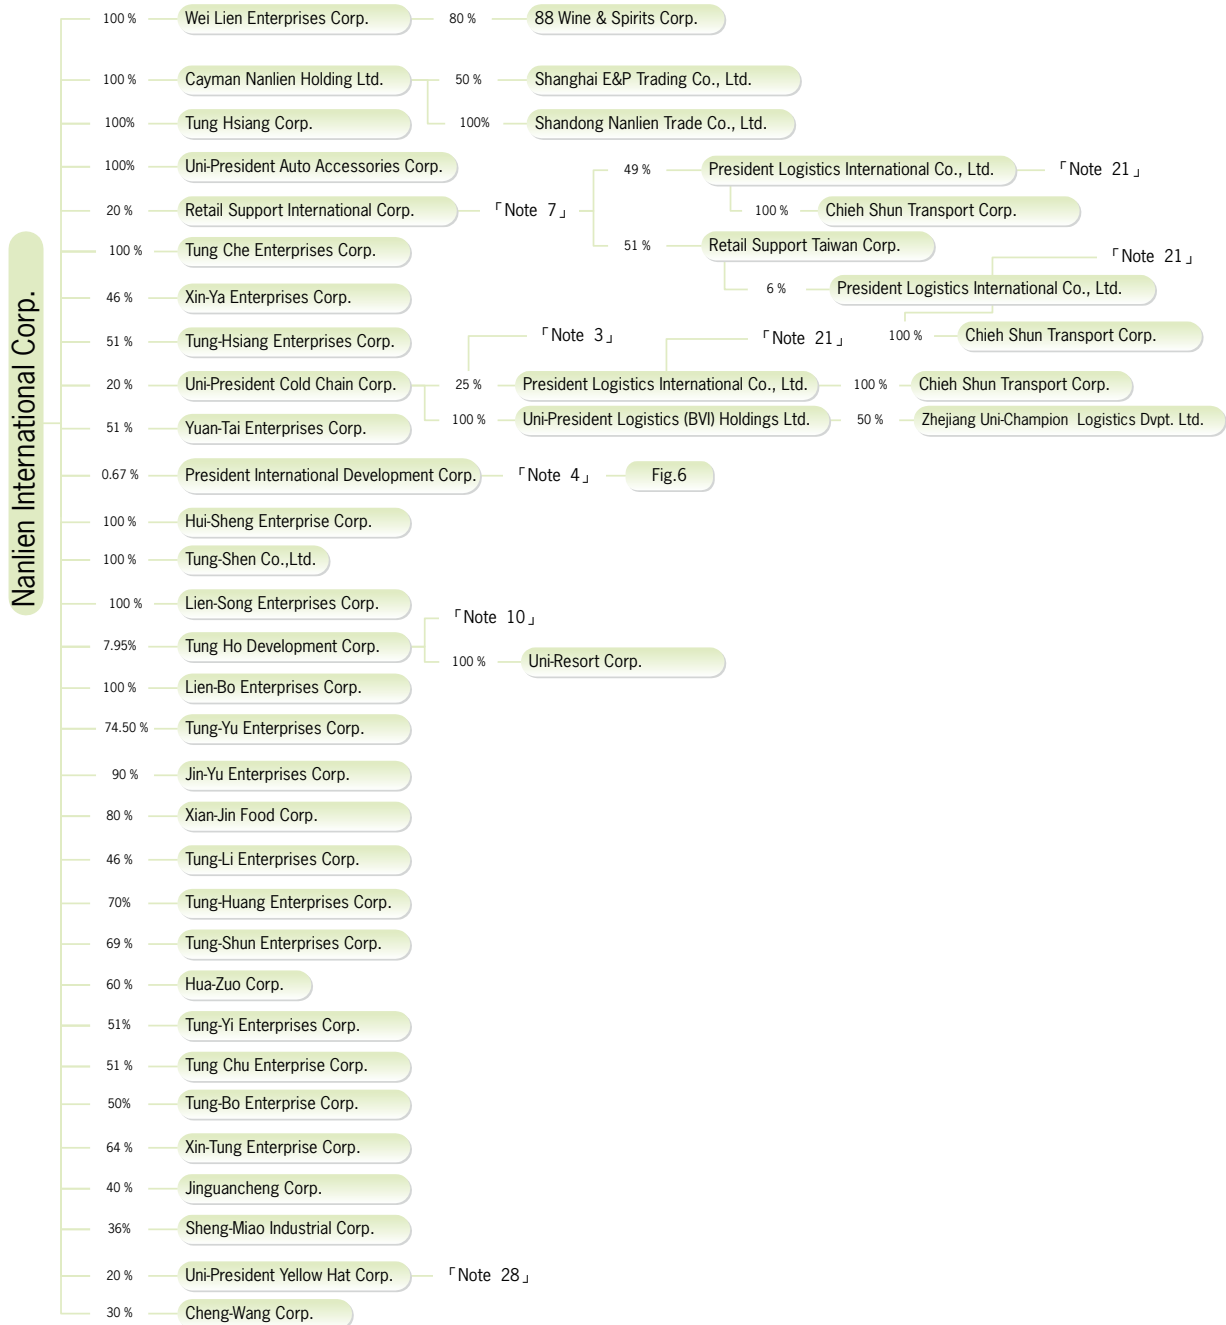 Nanlien International Corp.
100 % Wei Lien Enterprises Corp. 80 % 88 Wine & Spirits Corp.
100 % Cayman Nanlien Holding Ltd. 50 % Shanghai E&P Trading Co., Ltd.
100% Tung Hsiang Corp. 100% Shandong Nanlien Trade Co., Ltd.
100% Uni-President Auto Accessories Corp. 49 % President Logistics International Co., Ltd. 「Note 21」
20 % Retail Support International Corp. 「Note 7」 100 % Chieh Shun Transport Corp.
100 % Tung Che Enterprises Corp. 51 % Retail Support Taiwan Corp. 「Note 21」
46 % Xin-Ya Enterprises Corp. 6 % President Logistics International Co., Ltd.
51 % Tung-Hsiang Enterprises Corp. 「Note 3」 「Note 21」 100 % Chieh Shun Transport Corp.
20 % Uni-President Cold Chain Corp. 25 % President Logistics International Co., Ltd. 100 % Chieh Shun Transport Corp.
51 % Yuan-Tai Enterprises Corp. 100 % Uni-President Logistics (BVI) Holdings Ltd. 50 % Zhejiang Uni-Champion Logistics Dvpt. Ltd.
0.67 % President International Development Corp. 「Note 4」 Fig.6
100 % Hui-Sheng Enterprise Corp.
100 % Tung-Shen Co.,Ltd.
100 % Lien-Song Enterprises Corp. 「Note 10」
7.95% Tung Ho Development Corp. 100 % Uni-Resort Corp.
100 % Lien-Bo Enterprises Corp.
74.50 % Tung-Yu Enterprises Corp.
90 % Jin-Yu Enterprises Corp.
80 % Xian-Jin Food Corp.
46 % Tung-Li Enterprises Corp.
70% Tung-Huang Enterprises Corp.
69 % Tung-Shun Enterprises Corp.
60 % Hua-Zuo Corp.
51% Tung-Yi Enterprises Corp.
51 % Tung Chu Enterprise Corp.
50% Tung-Bo Enterprise Corp.
64 % Xin-Tung Enterprise Corp.
40 % Jinguancheng Corp.
36% Sheng-Miao Industrial Corp.
20 % Uni-President Yellow Hat Corp. 「Note 28」
30 % Cheng-Wang Corp.